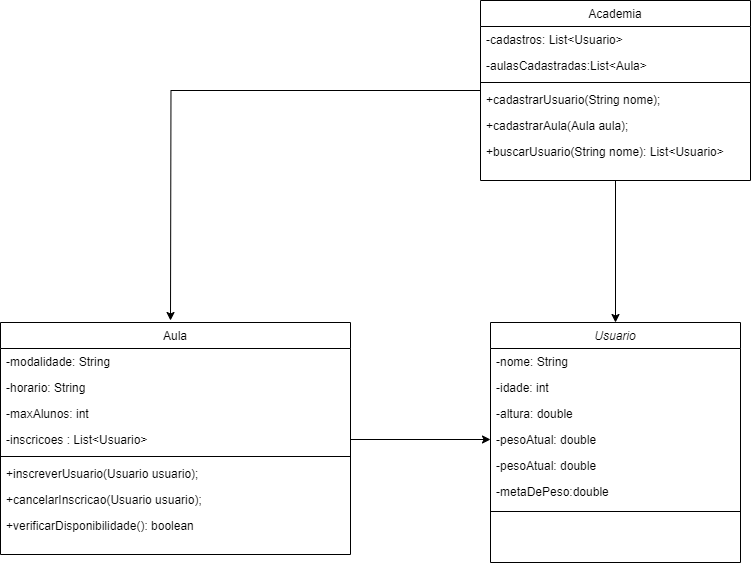 Academia
-cadastros: List<Usuario>
-aulasCadastradas:List<Aula>
+cadastrarUsuario(String nome);
+cadastrarAula(Aula aula);
+buscarUsuario(String nome): List<Usuario>
Aula
-modalidade: String
-horario: String
-maxAlunos: int
-inscricoes : List<Usuario>
+inscreverUsuario(Usuario usuario);
+cancelarInscricao(Usuario usuario);
+verificarDisponibilidade(): boolean
Usuario
-nome: String
-idade: int
-altura: double
-pesoAtual: double
-pesoAtual: double
-metaDePeso:double